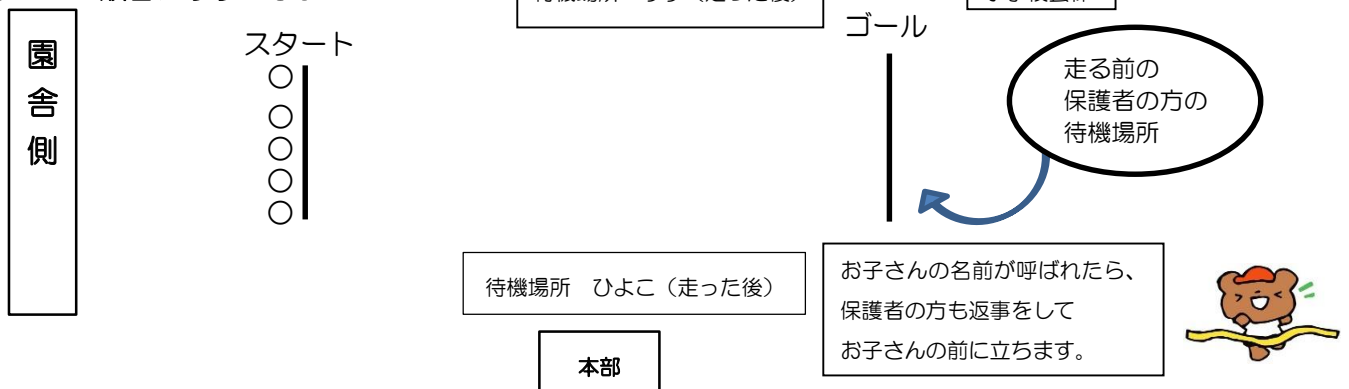 スタート
ゴール
園舎側
走る前の
保護者の方の
待機場所
待機場所 ひよこ（走った後）
お子さんの名前が呼ばれたら、
保護者の方も返事をして
お子さんの前に立ちます。
本部